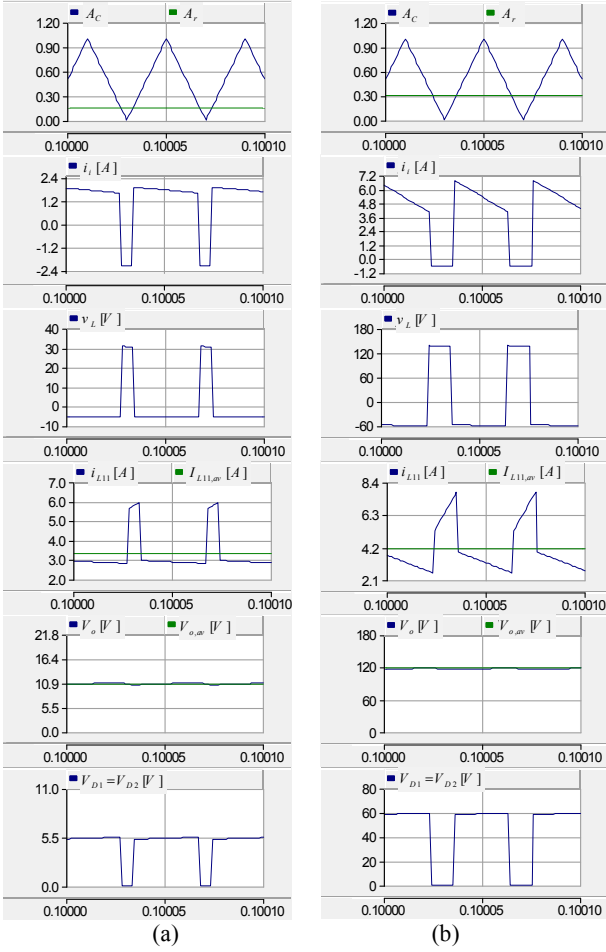 A_C A_r
1.20
0.90
0.60
0.30
0.00
0.10000 0.10005 0.10010
i_i [A]
2.4
1.2
0.0
-1.2
-2.4
0.10000 0.10005 0.10010
v_L [V]
40
30
20
10
0
-10
0.10000 0.10005 0.10010
i_L11 [A] I_L11,av [A]
7.0
6.0
5.0
4.0
3.0
2.0
0.10000 0.10005 0.10010
V_o [V] V_o,av [V]
21.8
16.4
10.9
5.5
0.0
0.10000 0.10005 0.10010
V_D1 = V_D2 [V]
11.0
5.5
0.0
0.10000 0.10005 0.10010
(a)
A_C A_r
1.20
0.90
0.60
0.30
0.00
0.10000 0.10005 0.10010
i_i [A]
7.2
6.0
4.8
3.6
2.4
1.2
0.0
-1.2
0.10000 0.10005 0.10010
v_L [V]
180
120
60
0
-60
0.10000 0.10005 0.10010
i_L11 [A] I_L11,av [A]
8.4
6.3
4.2
2.1
0.10000 0.10005 0.10010
V_o [V] V_o,av [V]
180
120
60
0
0.10000 0.10005 0.10010
V_D1 = V_D2 [V]
80
60
40
20
0
0.10000 0.10005 0.10010
(b)